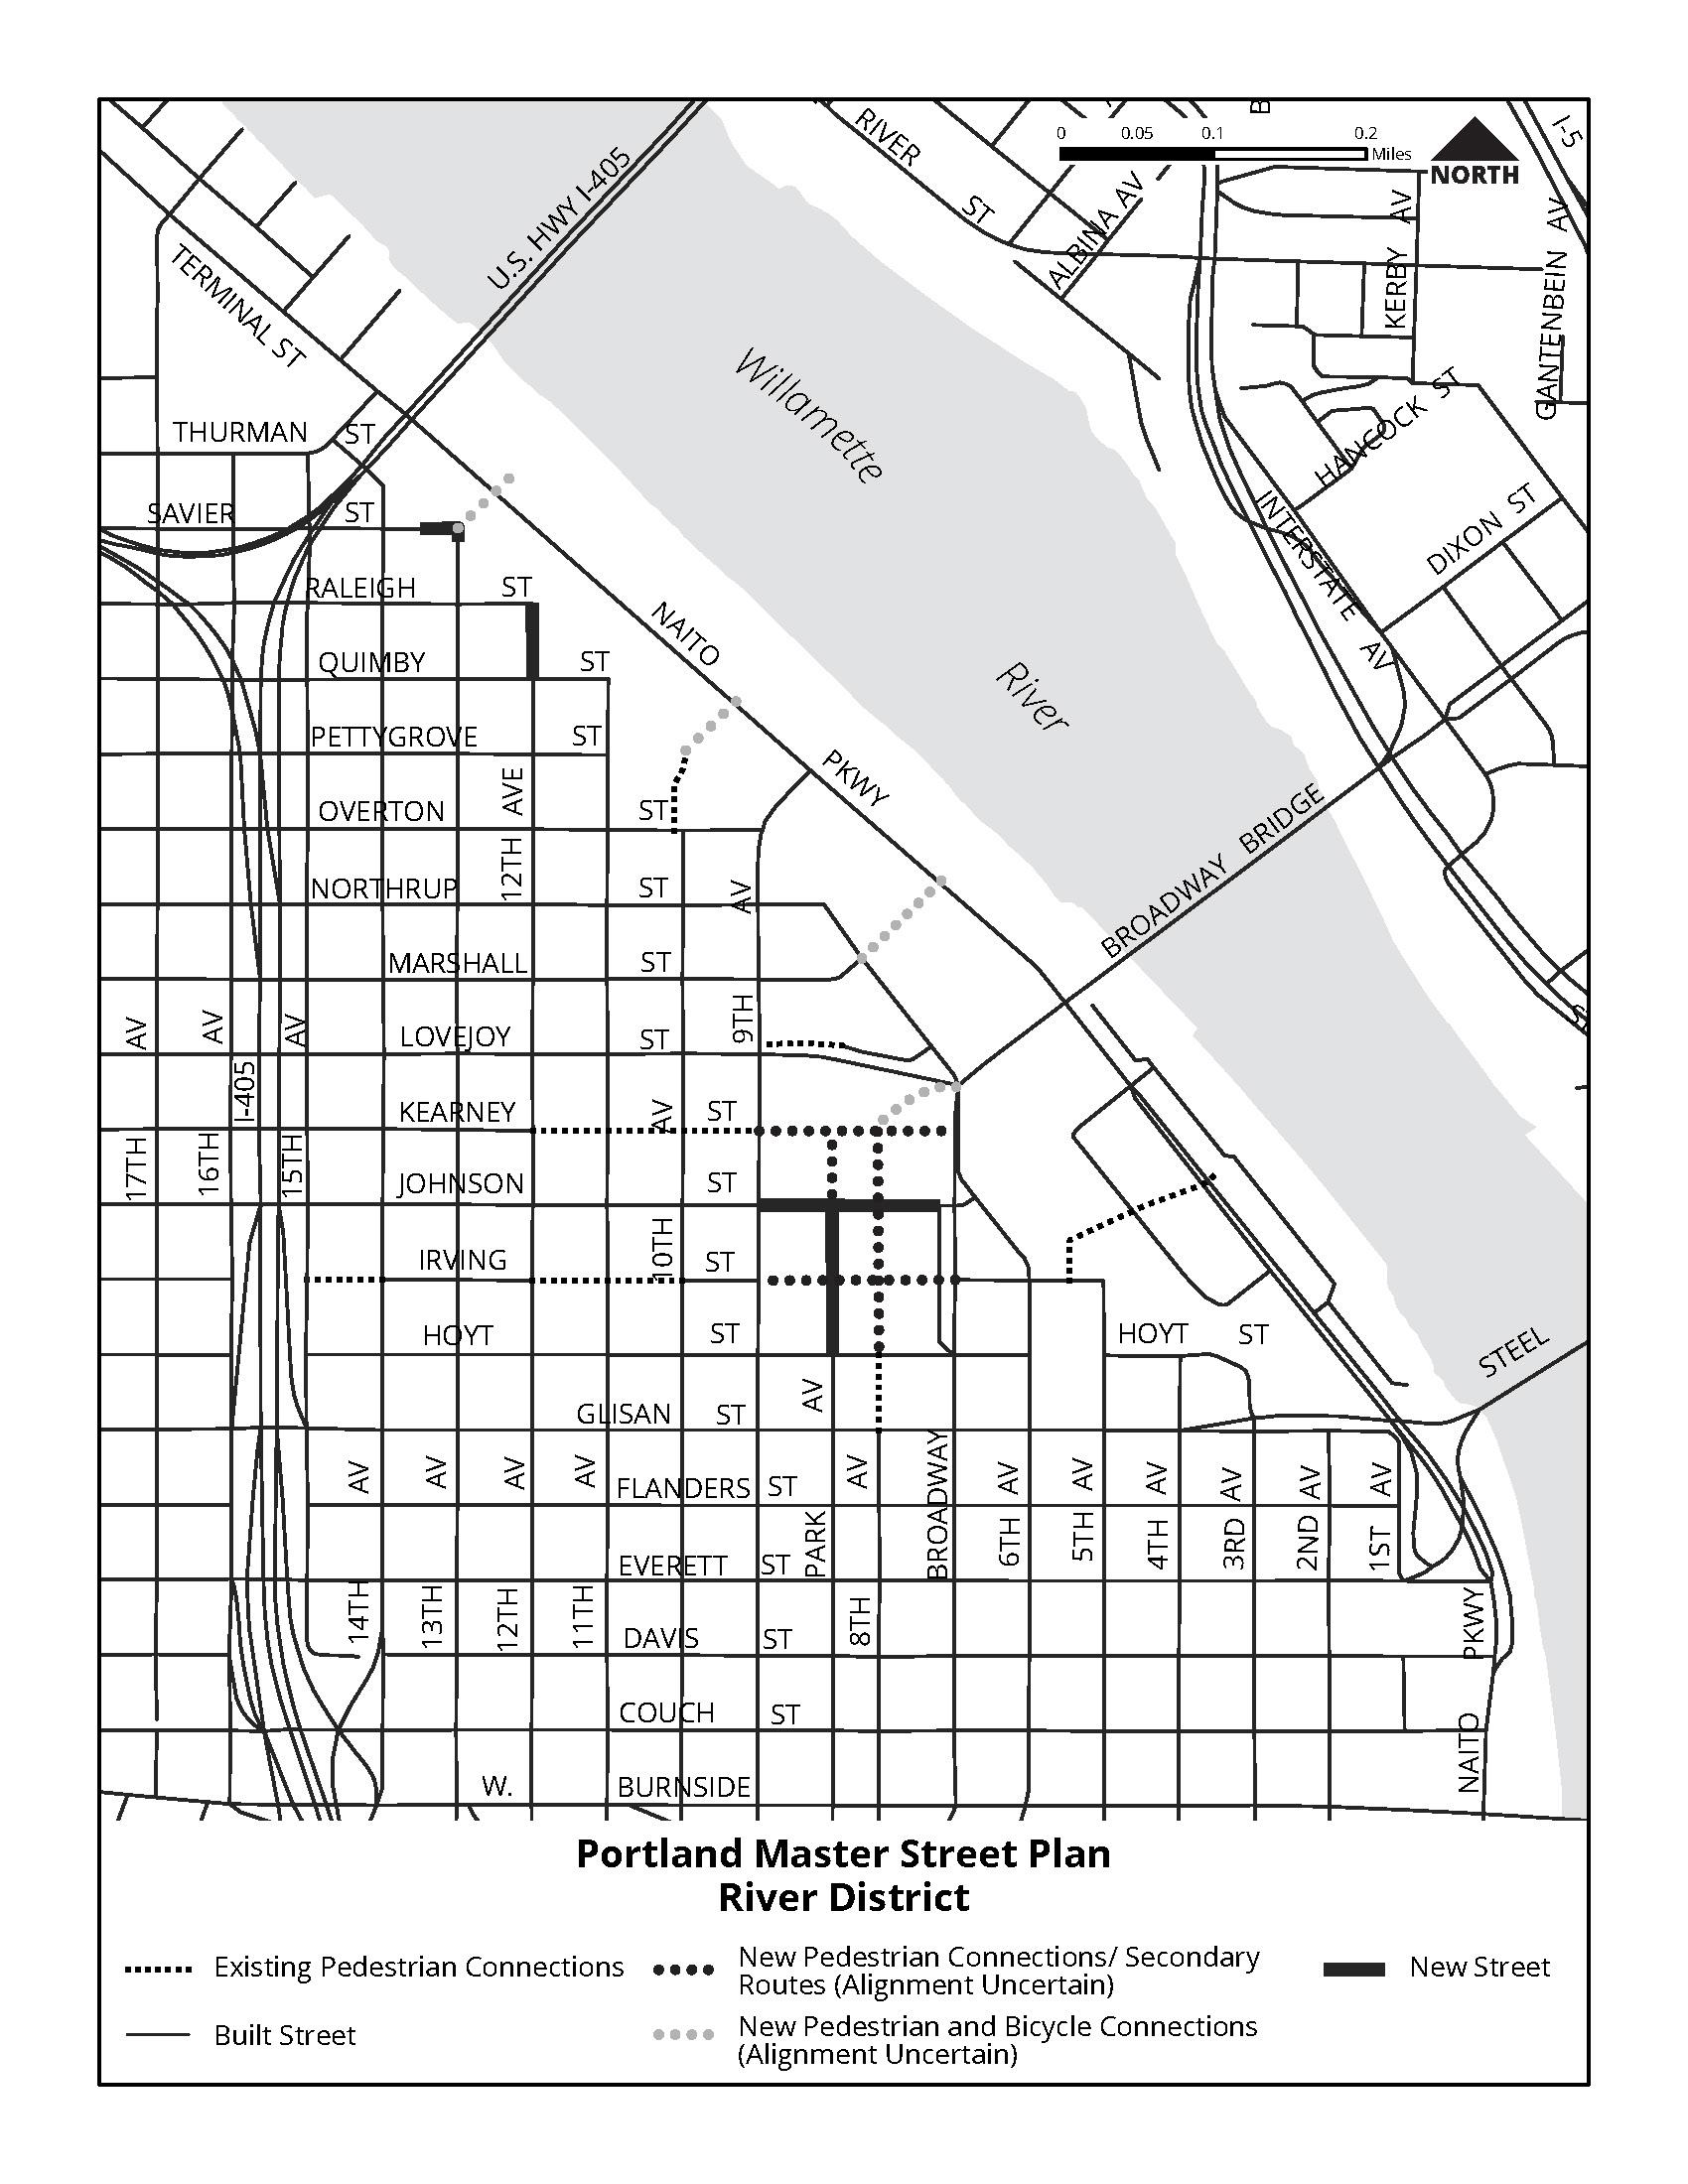 RIVER ST
0 0.05 0.1 0.2
Miles
NORTH
B
I-5
U.S. HWY I-405
ALBINA AV
KERBY AV
GANTENBEIN AV
TERMINAL ST
Willamette
River
THURMAN ST
HANCOCK ST
SAVIER ST
INTERSTATE AV
DIXON ST
RALEIGH ST
NAITO PKWY
QUIMBY ST
PETTYGROVE ST
12TH AVE
OVERTON ST
BROADWAY BRIDGE
NORTHRUP ST
9TH AV
MARSHALL ST
17TH AV
16TH AV
I-405
15TH AV
LOVEJOY ST
KEARNEY ST
10TH AV
JOHNSON ST
IRVING ST
HOYT ST
HOYT ST
STEEL
GLISAN ST
14TH AV
13TH AV
12TH AV
11TH AV
FLANDERS ST
PARK AV
8TH AV
BROADWAY
6TH AV
5TH AV
4TH AV
3RD AV
2ND AV
1ST AV
EVERETT ST
DAVIS ST
NAITO PKWY
COUCH ST
W. BURNSIDE
Portland Master Street Plan
River District
Existing Pedestrian Connections
Built Street
New Pedestrian Connections/ Secondary
Routes (Alignment Uncertain)
New Pedestrian and Bicycle Connections
(Alignment Uncertain)
New Street